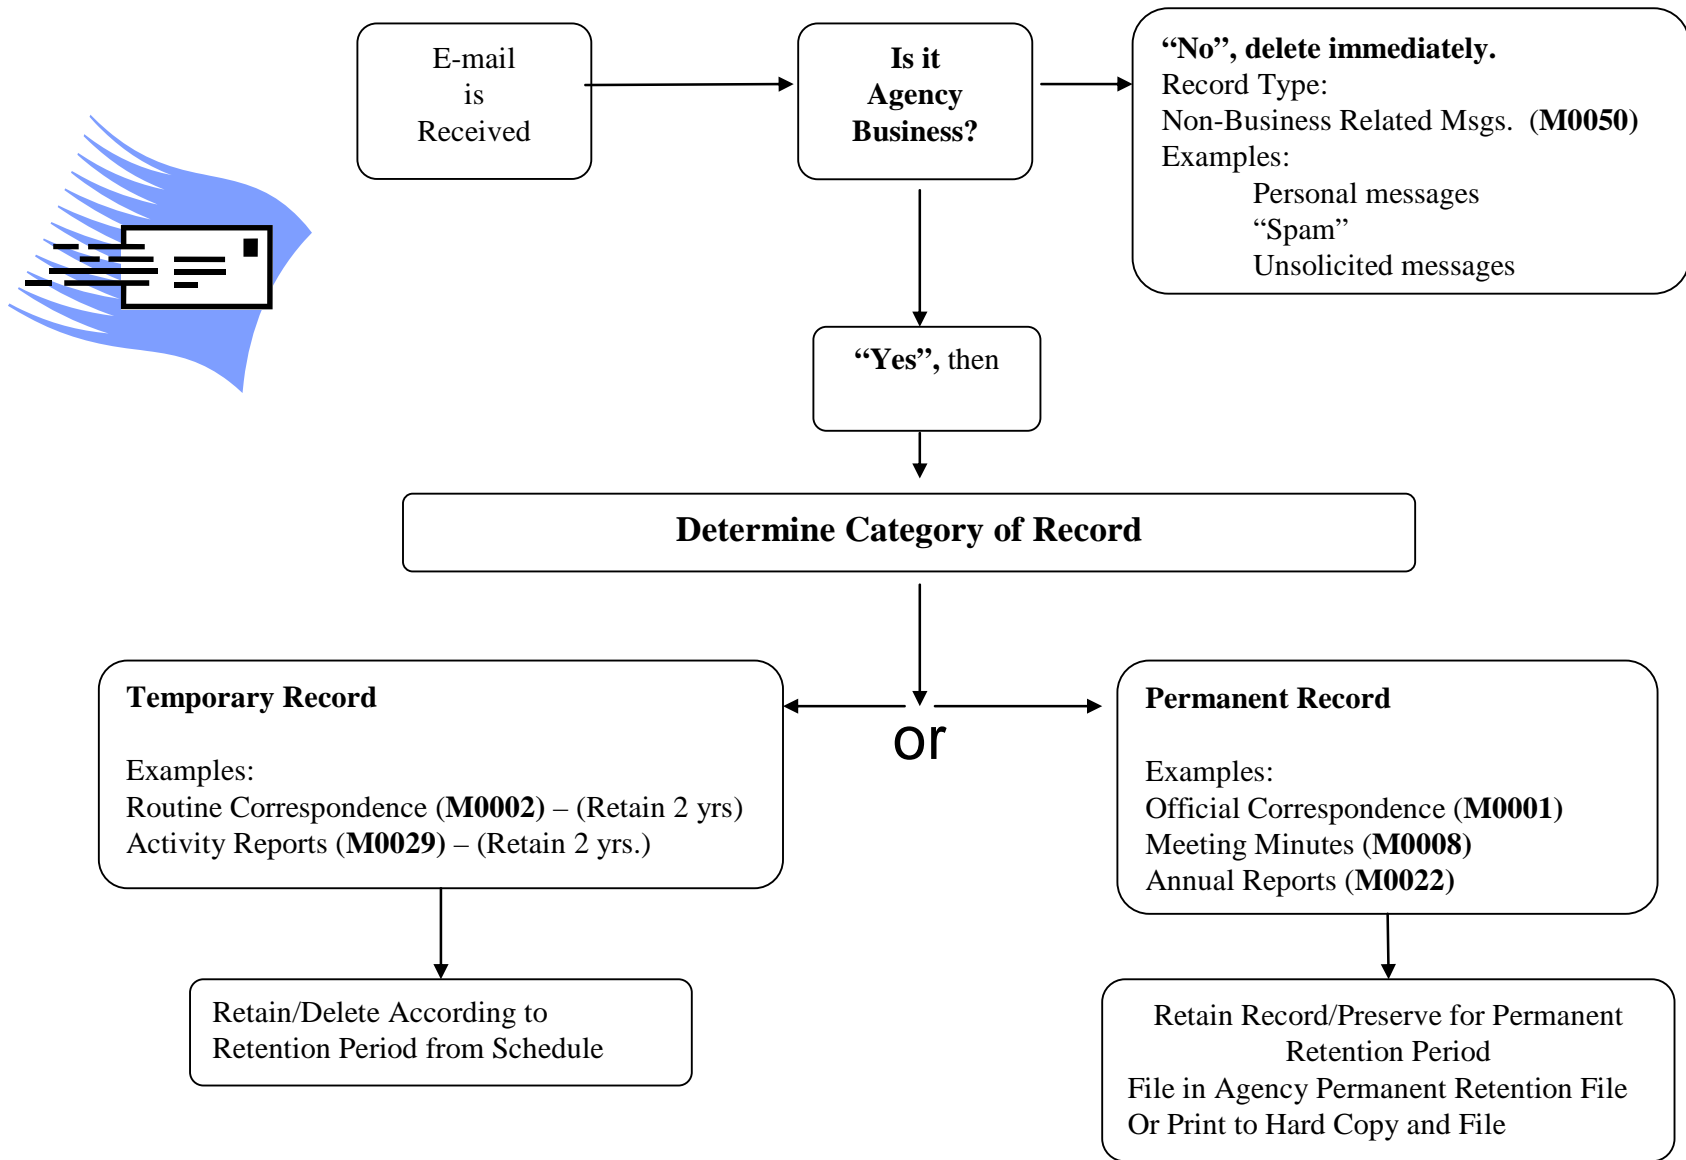 E-mail
is
Received
Is it
Agency
Business?
“No”, delete immediately.
Record Type:
Non-Business Related Msgs.  (M0050)
Examples:
Personal messages
“Spam”
Unsolicited messages
“Yes”, then
Determine Category of Record
or
Temporary Record
Examples:
Routine Correspondence (M0002) – (Retain 2 yrs)
Activity Reports (M0029) – (Retain 2 yrs.)
Permanent Record
Examples:
Official Correspondence (M0001)
Meeting Minutes (M0008)
Annual Reports (M0022)
Retain/Delete According to
Retention Period from Schedule
Retain Record/Preserve for Permanent
Retention Period
File in Agency Permanent Retention File
Or Print to Hard Copy and File